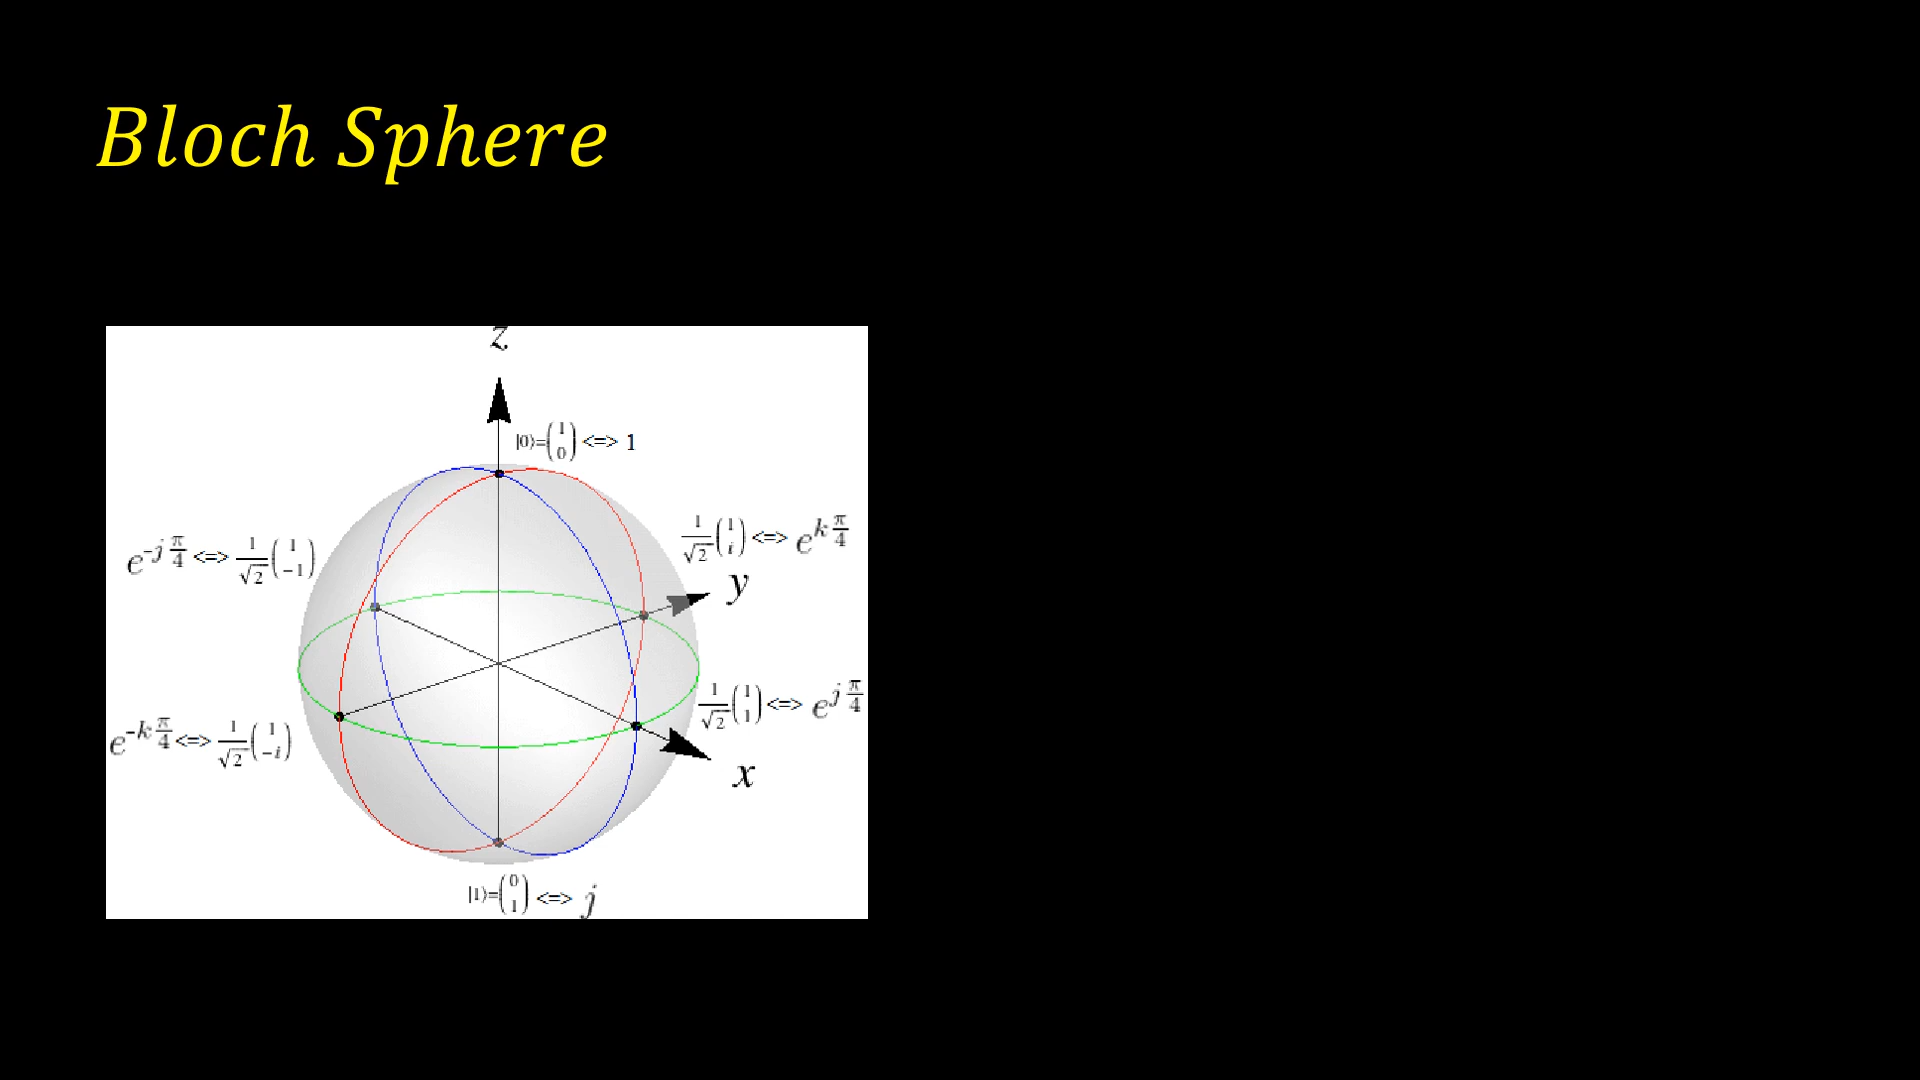 Bloch Sphere
z
|0⟩=(1 0) <=> 1
1/√2 (1 i) <=> e^{k π/4}
e^{-j π/4} <=> 1/√2 (1 -1)
y
1/√2 (1 1) <=> e^{j π/4}
e^{-k π/4} <=> 1/√2 (1 -i)
x
|1⟩=(0 1) <=> j